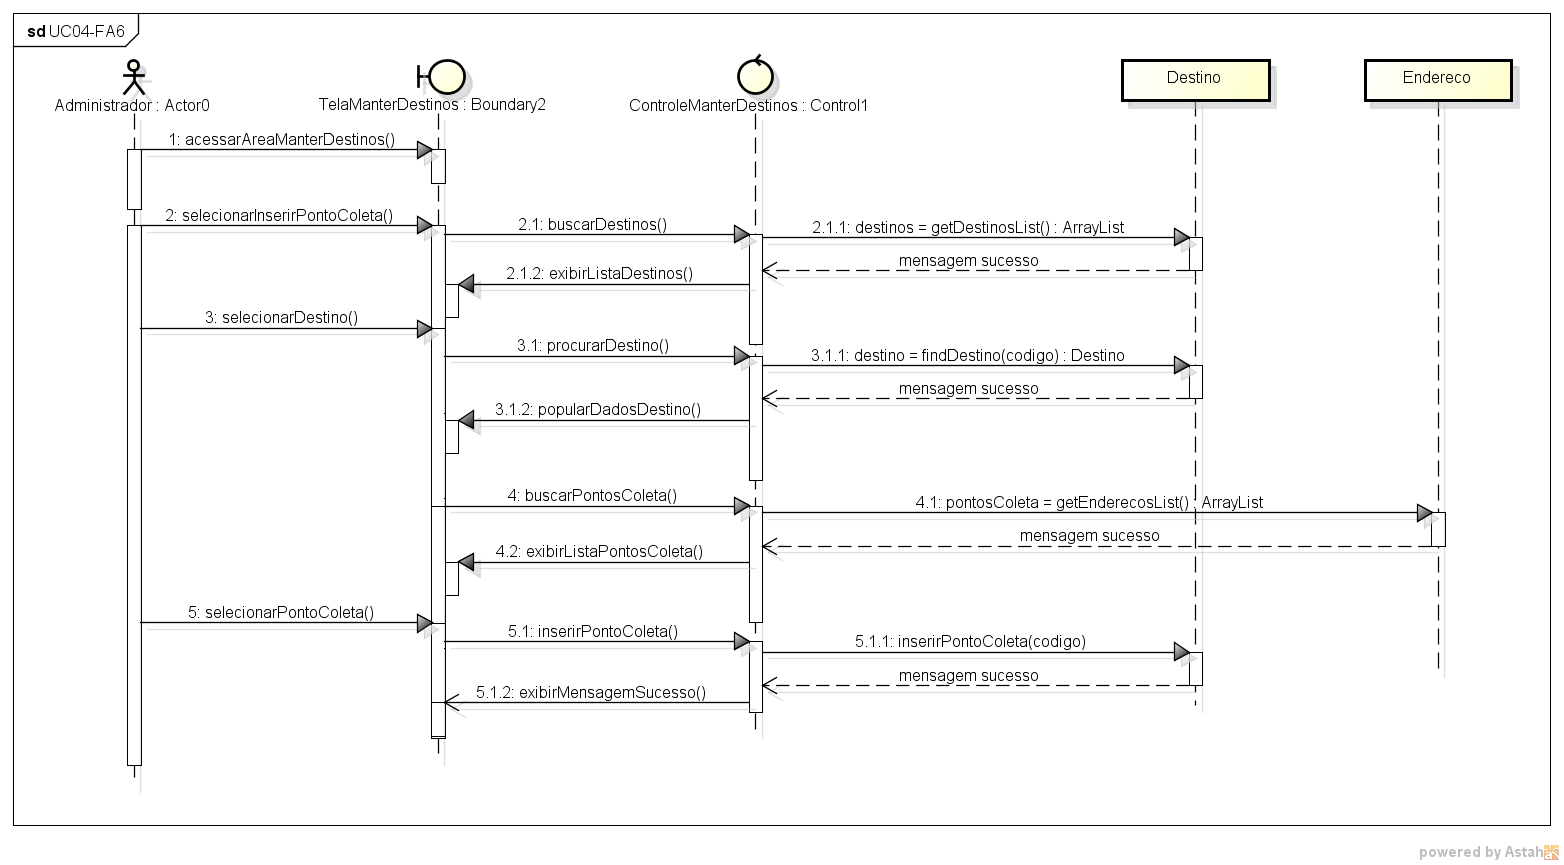 sd UC04-FA6
Administrador : Actor0
TelaManterDestinos : Boundary2
ControleManterDestinos : Control1
Destino
Endereco
1: acessarAreaManterDestinos()
2: selecionarInserirPontoColeta()
2.1: buscarDestinos()
2.1.1: destinos = getDestinosList() : ArrayList
mensagem sucesso
2.1.2: exibirListaDestinos()
3: selecionarDestino()
3.1: procurarDestino()
3.1.1: destino = findDestino(codigo) : Destino
mensagem sucesso
3.1.2: popularDadosDestino()
4: buscarPontosColeta()
4.1: pontosColeta = getEnderecosList() : ArrayList
mensagem sucesso
4.2: exibirListaPontosColeta()
5: selecionarPontoColeta()
5.1: inserirPontoColeta()
5.1.1: inserirPontoColeta(codigo)
mensagem sucesso
5.1.2: exibirMensagemSucesso()
powered by Astah